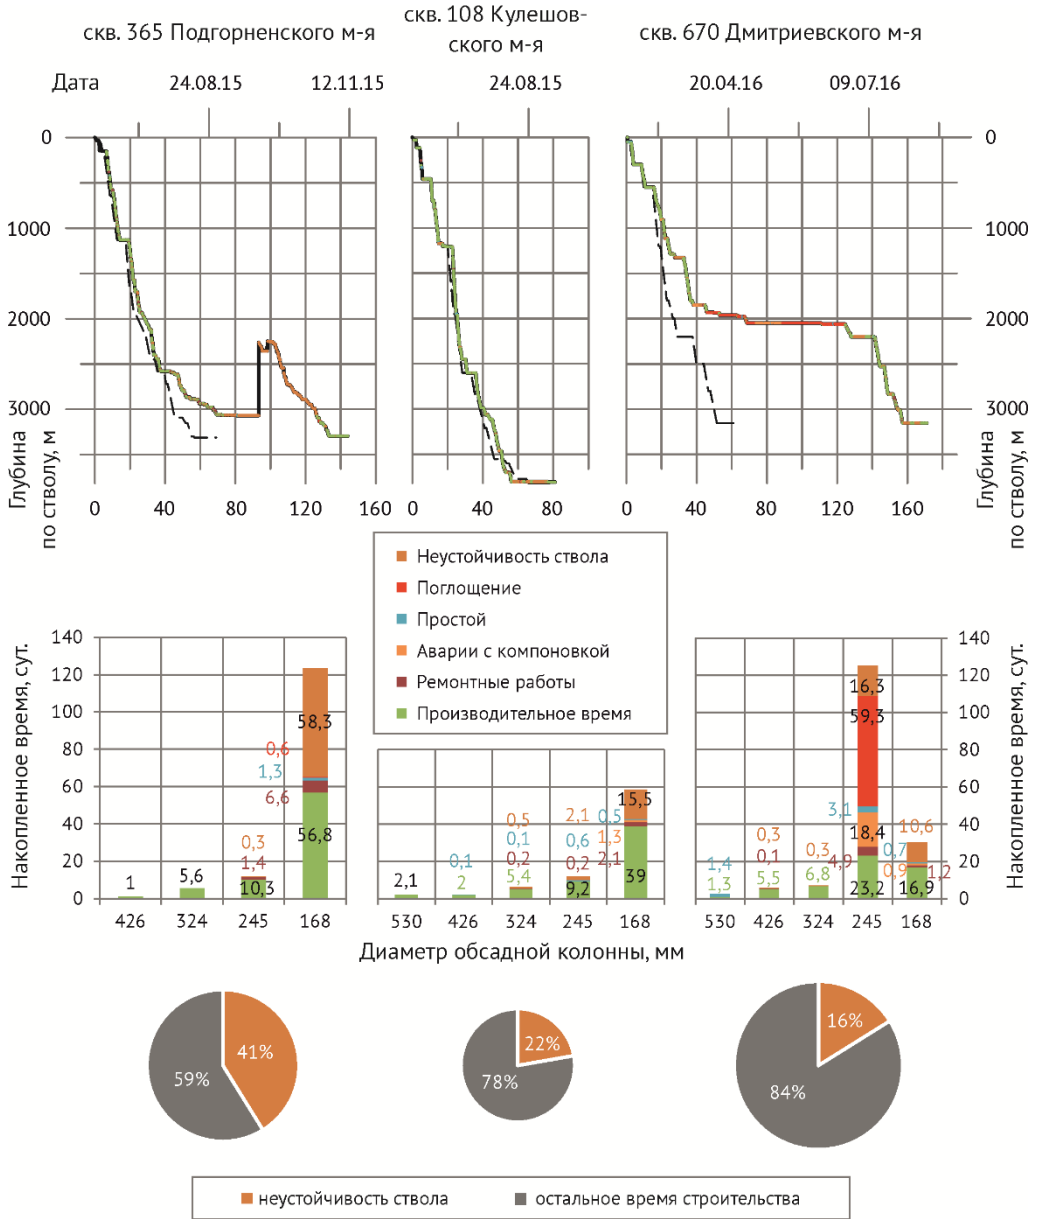 скв. 365 Подгорненского м-я
скв. 108 Кулешов-
ского м-я
скв. 670 Дмитриевского м-я
Дата 24.08.15 12.11.15 24.08.15 20.04.16 09.07.16
0 0
1000 1000
2000 2000
3000 3000
Глубина
по стволу, м
Глубина
по стволу, м
0 40 80 120 160
0 40 80
0 40 80 120 160
Неустойчивость ствола
Поглощение
Простой
Аварии с компоновкой
Ремонтные работы
Производительное время
Накопленное время, сут.
140
120
100
80
60
40
20
0
1
5,6
0,3
1,4
10,3
58,3
0,6
1,3
6,6
56,8
426 324 245 168
2,1
0,1
2
0,5
0,1
0,2
5,4
2,1
0,6
0,2
9,2
15,5
0,5
1,3
2,1
39
530 426 324 245 168
1,4
1,3
0,3
0,1
5,5
0,3
6,8
16,3
59,3
3,1
18,4
4,9
23,2
10,6
0,7
0,9
1,2
16,9
530 426 324 245 168
140
120
100
80
60
40
20
0
Накопленное время, сут.
Диаметр обсадной колонны, мм
41%
59%
22%
78%
16%
84%
неустойчивость ствола остальное время строительства